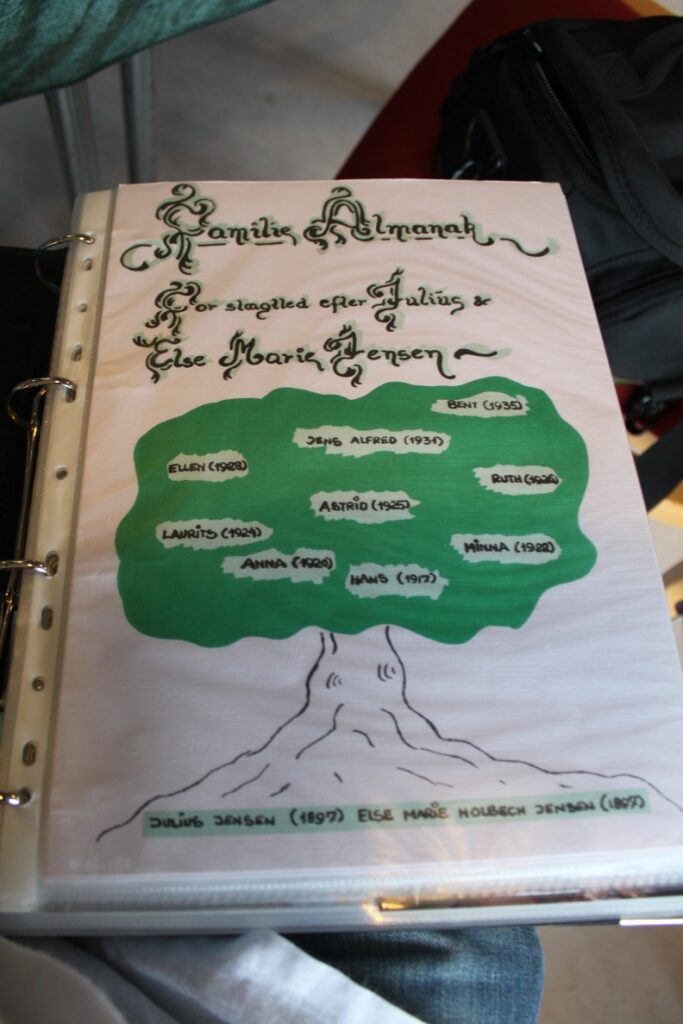 Familie Almanak
For slægtled efter Julius &
Else Marie Jensen
BENT (1935)
JENS ALFRED (1931)
ELLEN (1928)
RUTH (1926)
ASTRID (1925)
LAURITS (1924)
MINNA (1922)
ANNA (1920)
HANS (1917)
JULIUS JENSEN (1897) ELSE MARIE HOLBECH JENSEN (1897)